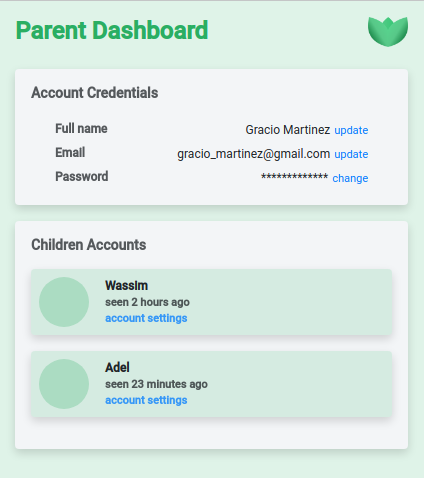 Parent Dashboard
Account Credentials
Full name Gracio Martinez update
Email gracio_martinez@gmail.com update
Password ************* change
Children Accounts
Wassim
seen 2 hours ago
account settings
Adel
seen 23 minutes ago
account settings